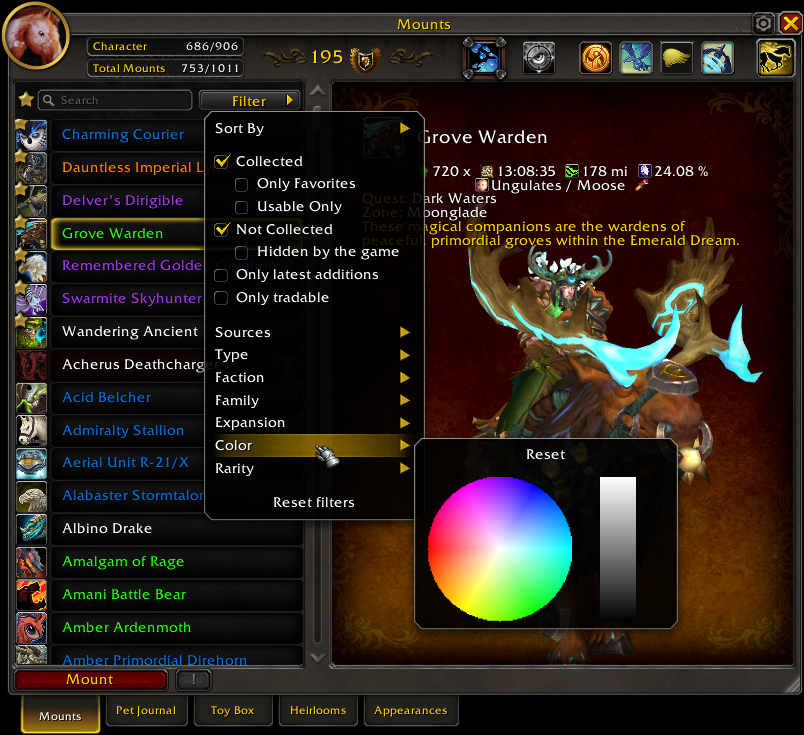 Mounts
Character 686/906
Total Mounts 753/1011
195
Search
Filter
Charming Courier
Dauntless Imperial L
Delver's Dirigible
Grove Warden
Remembered Golde
Swarmite Skyhunter
Wandering Ancient
Acherus Deathcharger
Acid Belcher
Admiralty Stallion
Aerial Unit R-21/X
Alabaster Stormtalon
Albino Drake
Amalgam of Rage
Amani Battle Bear
Amber Ardenmoth
Amber Primordial Direhorn
Sort By
Collected
Only Favorites
Usable Only
Not Collected
Hidden by the game
Only latest additions
Only tradable
Sources
Type
Faction
Family
Expansion
Color
Rarity
Reset filters
Grove Warden
720 x 13:08:35 178 mi 24.08 %
Ungulates / Moose
Quest: Dark Waters
Zone: Moonglade
These magical companions are the wardens of
peaceful, primordial groves within the Emerald Dream.
Reset
Mount
!
Mounts
Pet Journal
Toy Box
Heirlooms
Appearances